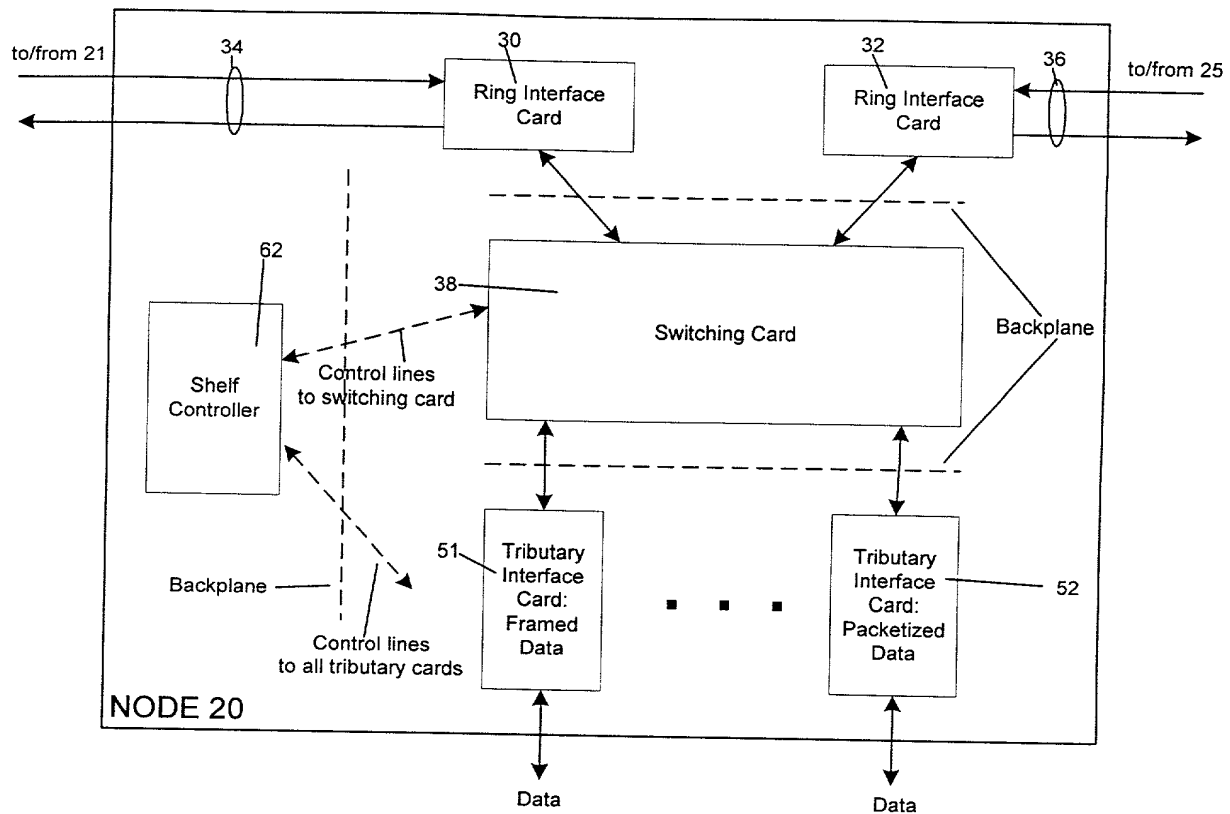 to/from 21
34
30
Ring Interface
Card
32
Ring Interface
Card
36
to/from 25
62
38
Switching Card
Backplane
Shelf
Controller
Control lines
to switching card
51
Tributary
Interface
Card:
Framed
Data
Tributary
Interface
Card:
Packetized
Data
52
Backplane
Control lines
to all tributary cards
NODE 20
Data
Data